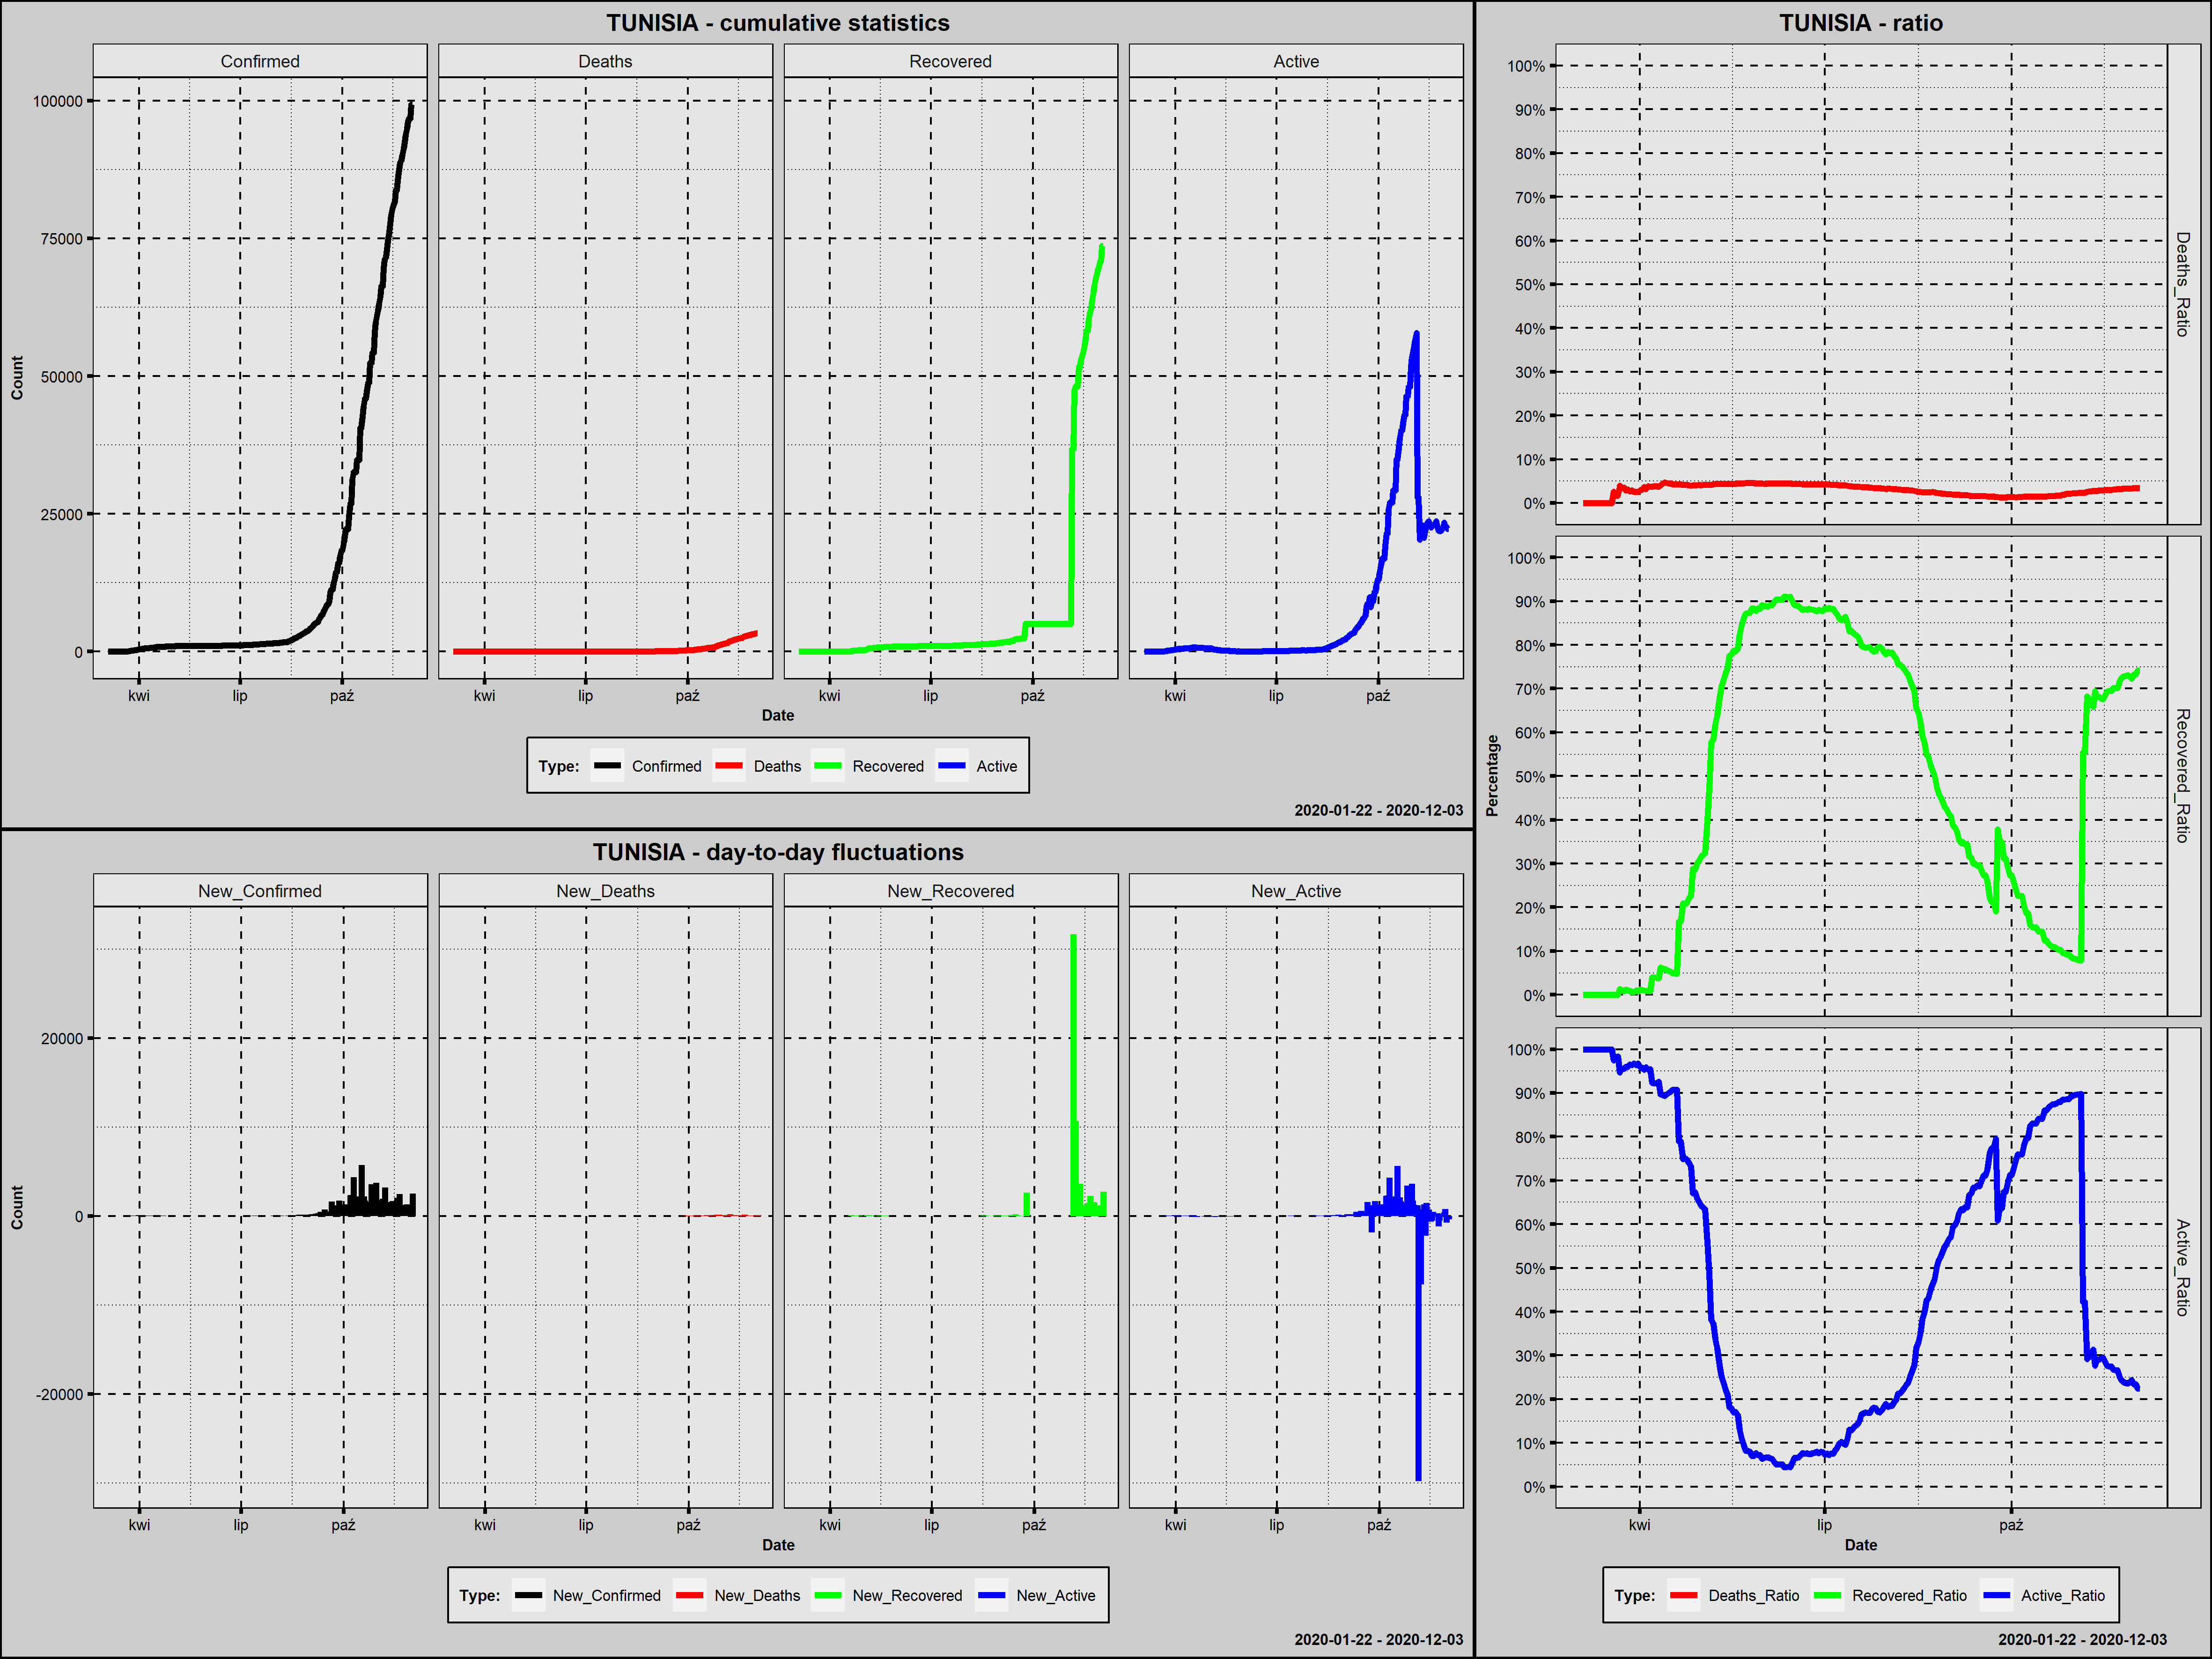 TUNISIA - cumulative statistics
Confirmed Deaths Recovered Active
Count
100000
75000
50000
25000
0
kwi lip paź kwi lip paź kwi lip paź kwi lip paź
Date
Type: Confirmed Deaths Recovered Active
2020-01-22 - 2020-12-03
TUNISIA - day-to-day fluctuations
New_Confirmed New_Deaths New_Recovered New_Active
Count
20000
0
-20000
kwi lip paź kwi lip paź kwi lip paź kwi lip paź
Date
Type: New_Confirmed New_Deaths New_Recovered New_Active
2020-01-22 - 2020-12-03
TUNISIA - ratio
Percentage
100%
90%
80%
70%
60%
50%
40%
30%
20%
10%
0%
Deaths_Ratio
100%
90%
80%
70%
60%
50%
40%
30%
20%
10%
0%
Recovered_Ratio
100%
90%
80%
70%
60%
50%
40%
30%
20%
10%
0%
Active_Ratio
kwi lip paź
Date
Type: Deaths_Ratio Recovered_Ratio Active_Ratio
2020-01-22 - 2020-12-03